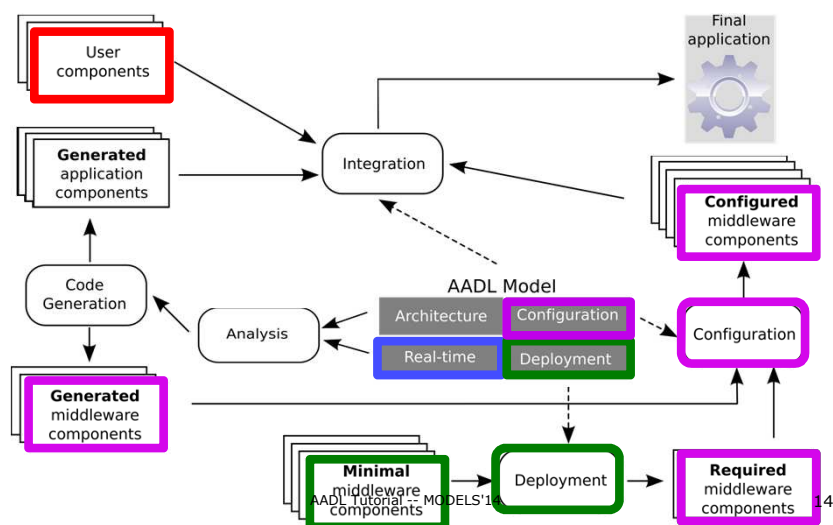 Final
application
User
components
Integration
Generated
application
components
Configured
middleware
components
Code
Generation
AADL Model
Architecture
Configuration
Analysis
Configuration
Real-time
Deployment
Generated
middleware
components
Minimal
middleware
components
Deployment
Required
middleware
components
AADL Tutorial -- MODELS'14
14